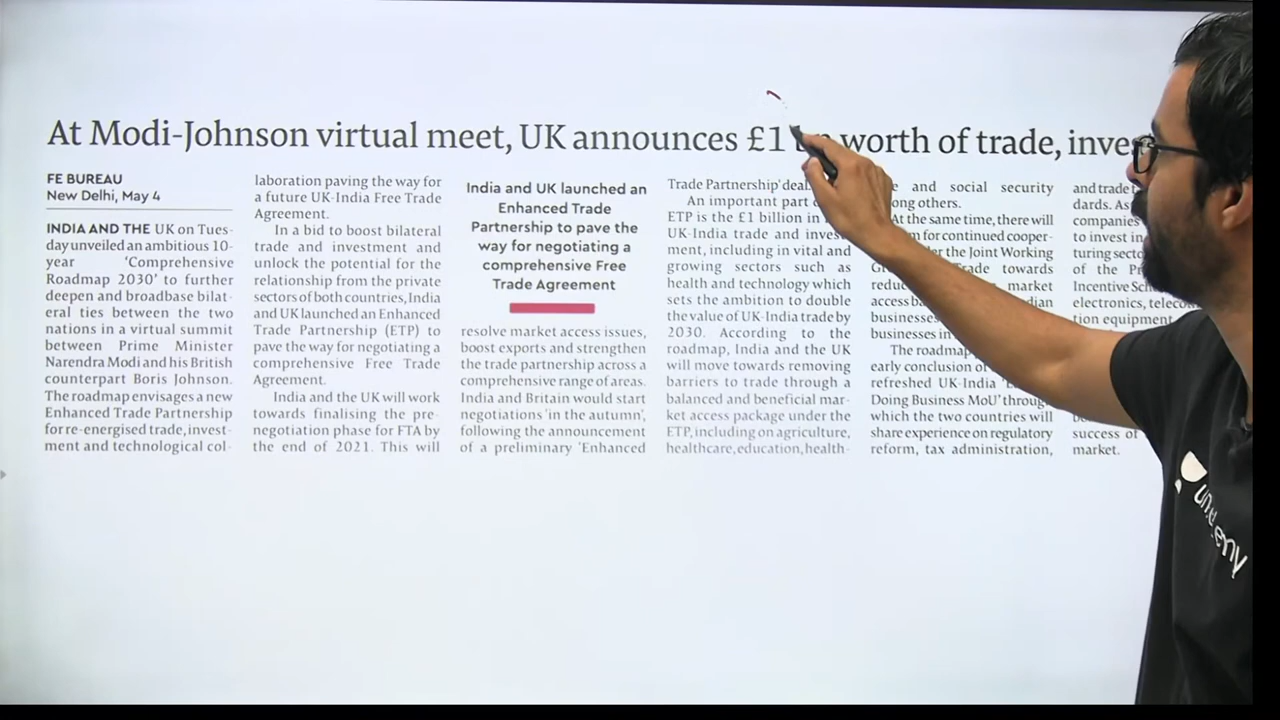 At Modi-Johnson virtual meet, UK announces £1 bn worth of trade,
FE BUREAU
New Delhi, May 4
INDIA AND THE UK on Tues-
day unveiled an ambitious 10-
year 'Comprehensive
Roadmap 2030' to further
deepen and broadbase bilat-
eral ties between the two
nations in a virtual summit
between Prime Minister
Narendra Modi and his British
counterpart Boris Johnson.
The roadmap envisages a new
Enhanced Trade Partnership
for re-energised trade, invest-
ment and technological col-
laboration paving the way for
a future UK-India Free Trade
Agreement.
In a bid to boost bilateral
trade and investment and
unlock the potential for the
relationship from the private
sectors of both countries, India
and UK launched an Enhanced
Trade Partnership (ETP) to
pave the way for negotiating a
comprehensive Free Trade
Agreement.
India and the UK will work
towards finalising the pre-
negotiation phase for FTA by
the end of 2021. This will
India and UK launched an
Enhanced Trade
Partnership to pave the
way for negotiating a
comprehensive Free
Trade Agreement
resolve market access issues,
boost exports and strengthen
the trade partnership across a
comprehensive range of areas.
India and Britain would start
negotiations 'in the autumn',
following the announcement
of a preliminary 'Enhanced
Trade Partnership' deal
An important part
ETP is the £1 billion in
UK-India trade and invest
ment, including in vital and
growing sectors such as
health and technology which
sets the ambition to double
the value of UK-India trade by
2030. According to the
roadmap, India and the UK
will move towards removing
barriers to trade through a
balanced and beneficial mar-
ket access package under the
ETP, including on agriculture,
healthcare, education, health-
and social security
others.
At the same time, there will
for continued cooper-
the Joint Working
Trade towards
market
businesses
businesses in
The roadmap
early conclusion of
refreshed UK-India
Doing Business MoU' through
which the two countries will
share experience on regulatory
reform, tax administration,
and trade
dards. As
companies
to invest in
turing
of the
Incentive
electronics,
tion equipment
success of
market.
unacademy